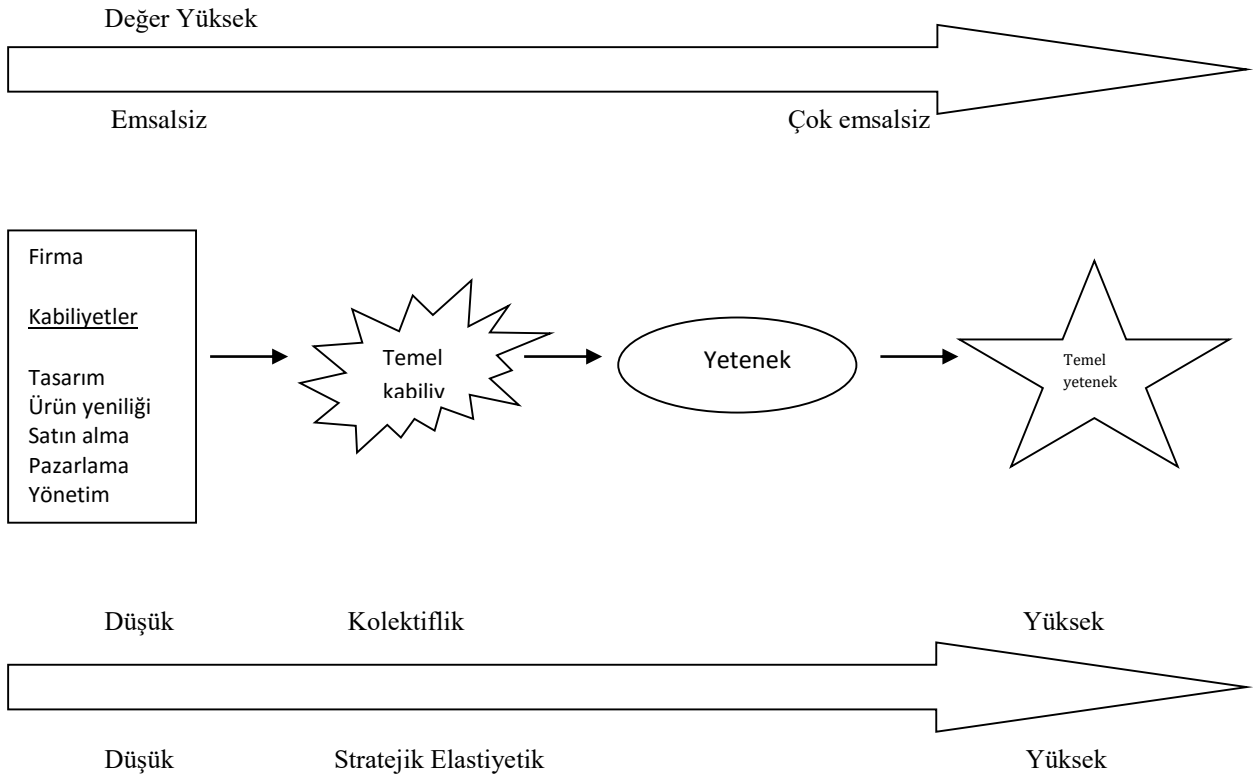 Değer Yüksek
Emsalsiz Çok emsalsiz
Firma
Kabiliyetler
Tasarım
Ürün yeniliği
Satın alma
Pazarlama
Yönetim
Temel
kabiliy
Yetenek
Temel
yetenek
Düşük Kolektiflik Yüksek
Düşük Stratejik Elastiyetik Yüksek